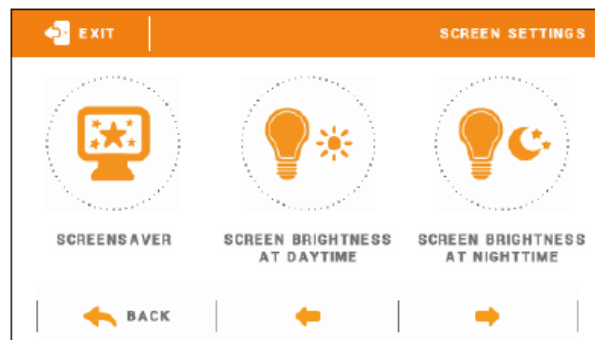 EXIT
SCREEN SETTINGS
SCREENSAVER
SCREEN BRIGHTNESS
AT DAYTIME
SCREEN BRIGHTNESS
AT NIGHTTIME
BACK